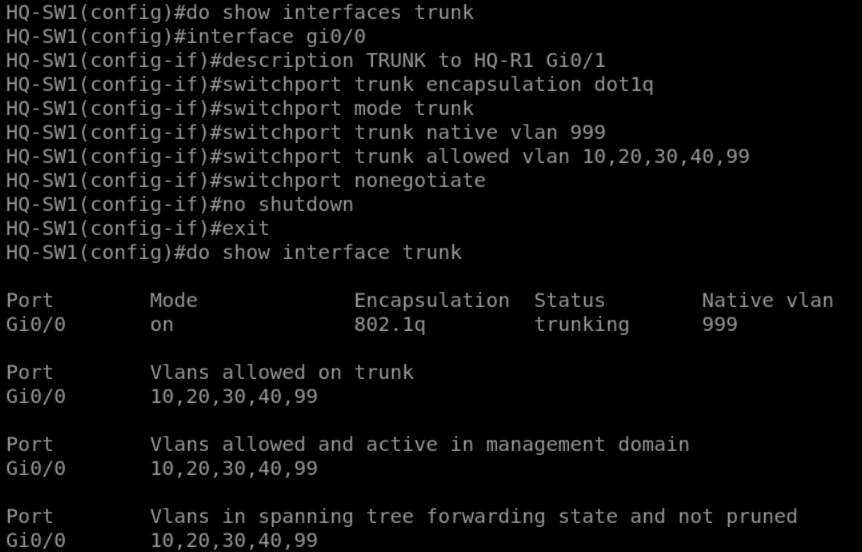 HQ-SW1(config)#do show interfaces trunk
HQ-SW1(config)#interface gi0/0
HQ-SW1(config-if)#description TRUNK to HQ-R1 Gi0/1
HQ-SW1(config-if)#switchport trunk encapsulation dot1q
HQ-SW1(config-if)#switchport mode trunk
HQ-SW1(config-if)#switchport trunk native vlan 999
HQ-SW1(config-if)#switchport trunk allowed vlan 10,20,30,40,99
HQ-SW1(config-if)#switchport nonegotiate
HQ-SW1(config-if)#no shutdown
HQ-SW1(config-if)#exit
HQ-SW1(config)#do show interface trunk

Port        Mode             Encapsulation  Status        Native vlan
Gi0/0       on               802.1q         trunking      999

Port        Vlans allowed on trunk
Gi0/0       10,20,30,40,99

Port        Vlans allowed and active in management domain
Gi0/0       10,20,30,40,99

Port        Vlans in spanning tree forwarding state and not pruned
Gi0/0       10,20,30,40,99